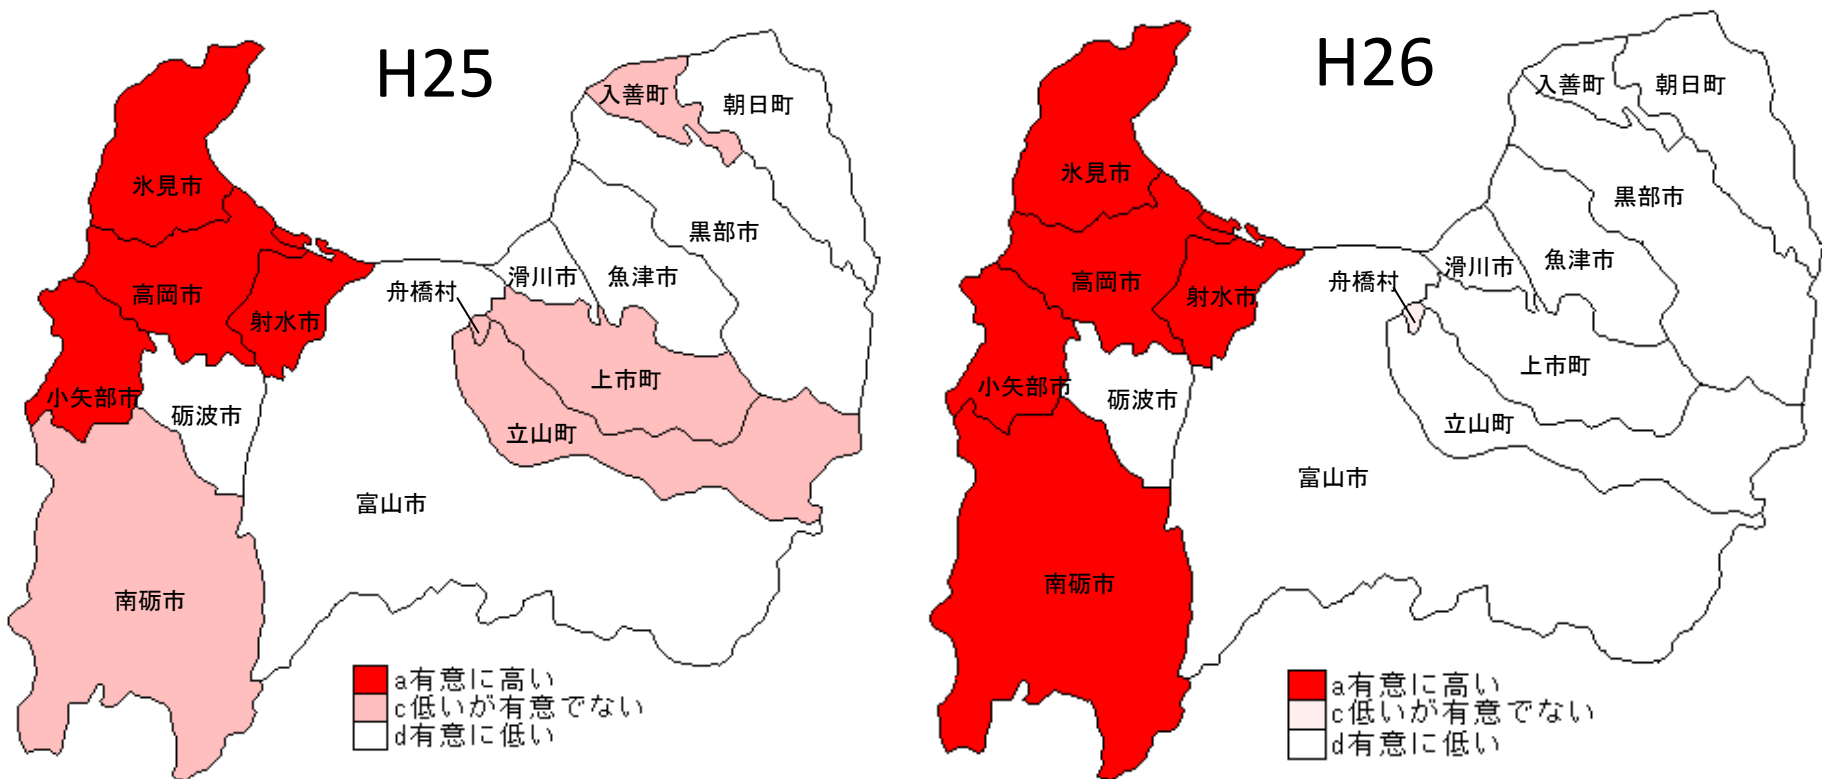 H25
入善町
朝日町
氷見市
黒部市
高岡市
舟橋村
滑川市
魚津市
射水市
小矢部市
砺波市
上市町
立山町
富山市
南砺市
a有意に高い
c低いが有意でない
d有意に低い
H26
入善町
朝日町
氷見市
黒部市
高岡市
舟橋村
滑川市
魚津市
射水市
小矢部市
砺波市
上市町
立山町
富山市
南砺市
a有意に高い
c低いが有意でない
d有意に低い